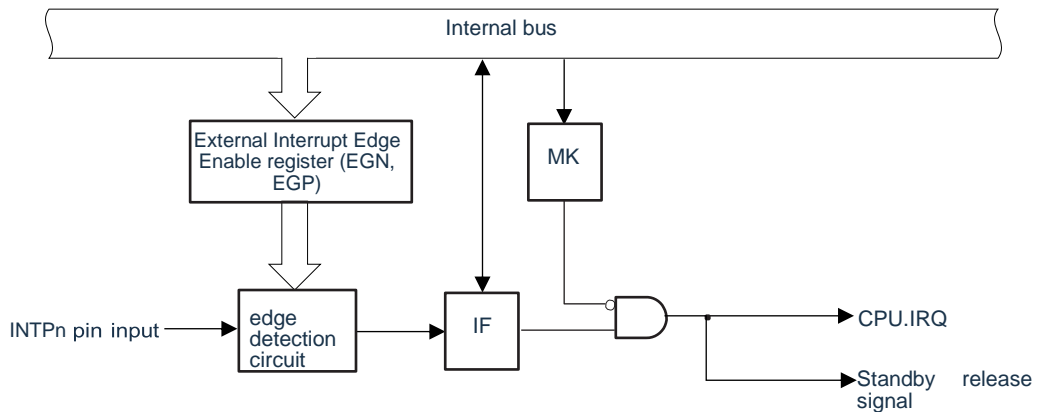 Internal bus
External Interrupt Edge
Enable register (EGN,
EGP)
MK
INTPn pin input
edge
detection
circuit
IF
CPU.IRQ
Standby release
signal